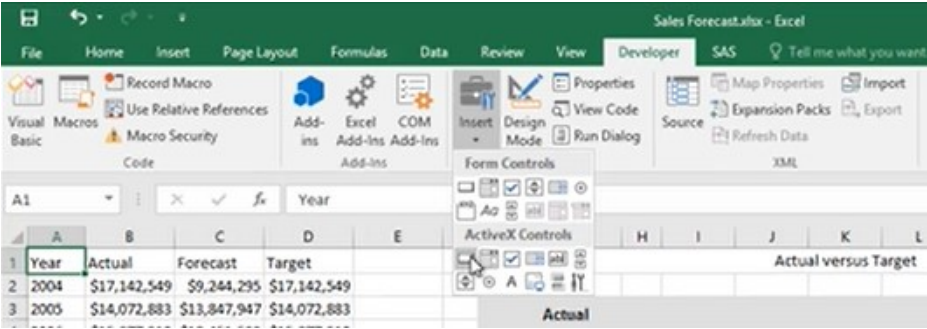 Sales Forecast.xlsx - Excel
File Home Insert Page Layout Formulas Data Review View Developer SAS Tell me what you want
Record Macro
Use Relative References
Macro Security
Visual Basic
Macros
Code
Add-ins
Excel Add-Ins
COM Add-Ins
Add-Ins
Insert
Design Mode
Properties
View Code
Run Dialog
Source
Map Properties
Expansion Packs
Refresh Data
Import
Export
XML
Form Controls
Aa
abl
ActiveX Controls
abl
A
A1 fx Year
A B C D E H I J K L
1 Year Actual Forecast Target Actual versus Target
2 2004 $17,142,549 $9,244,295 $17,142,549
3 2005 $14,072,883 $13,847,947 $14,072,883
Actual